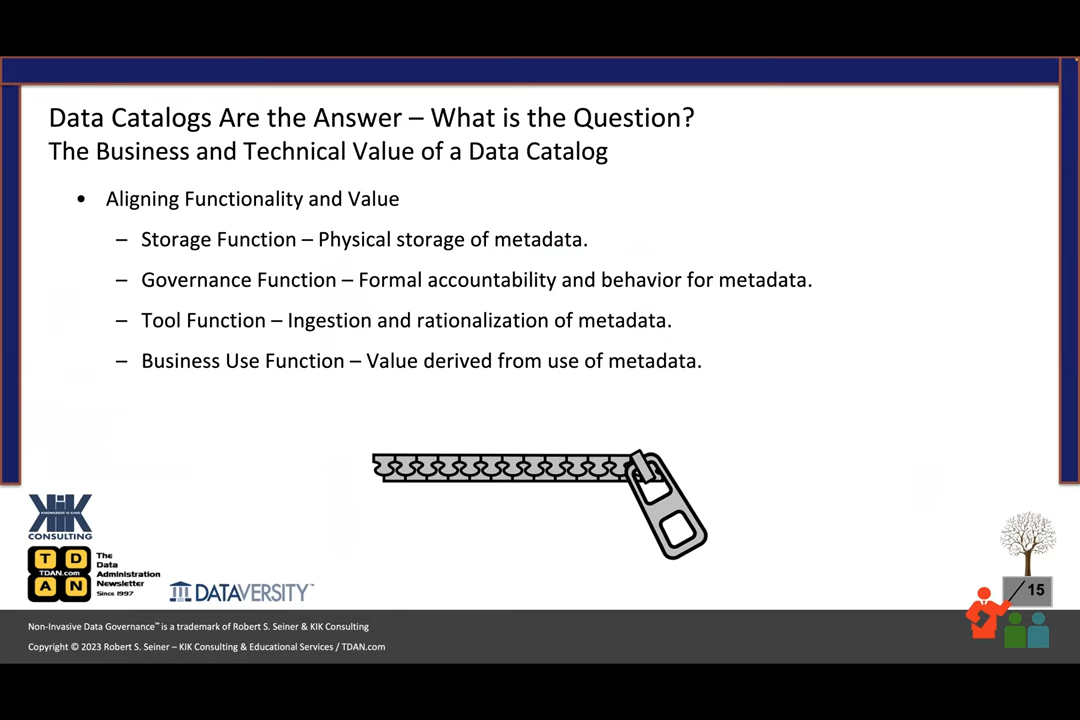 Data Catalogs Are the Answer – What is the Question?
The Business and Technical Value of a Data Catalog
• Aligning Functionality and Value
– Storage Function – Physical storage of metadata.
– Governance Function – Formal accountability and behavior for metadata.
– Tool Function – Ingestion and rationalization of metadata.
– Business Use Function – Value derived from use of metadata.
KiK
KNOWLEDGE IS KING
CONSULTING
T D
TDAN.com
A N
The
Data
Administration
Newsletter
Since 1997
DATAVERSITY™
15
Non-Invasive Data Governance™ is a trademark of Robert S. Seiner & KIK Consulting
Copyright © 2023 Robert S. Seiner – KIK Consulting & Educational Services / TDAN.com